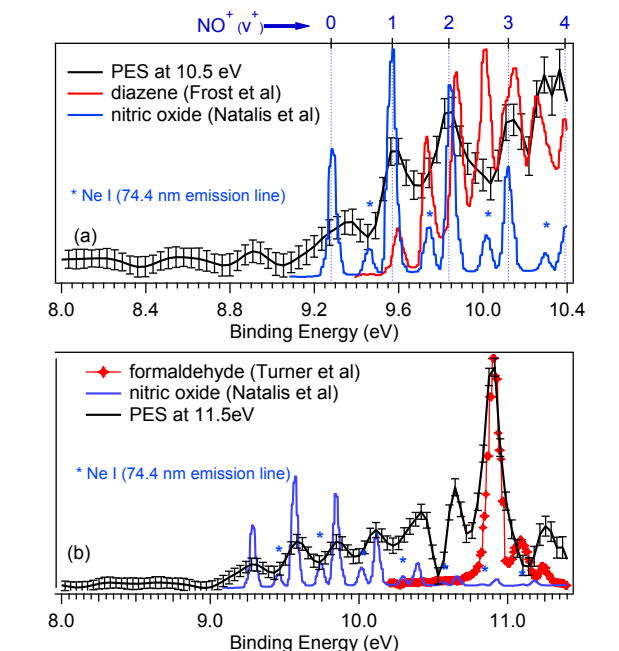 NO+ (v+) 0 1 2 3 4
PES at 10.5 eV
diazene (Frost et al)
nitric oxide (Natalis et al)
* Ne I (74.4 nm emission line)
* * * *
(a)
8.0 8.4 8.8 9.2 9.6 10.0 10.4
Binding Energy (eV)
formaldehyde (Turner et al)
nitric oxide (Natalis et al)
PES at 11.5eV
* Ne I (74.4 nm emission line)
* * * * * * *
(b)
8.0 9.0 10.0 11.0
Binding Energy (eV)